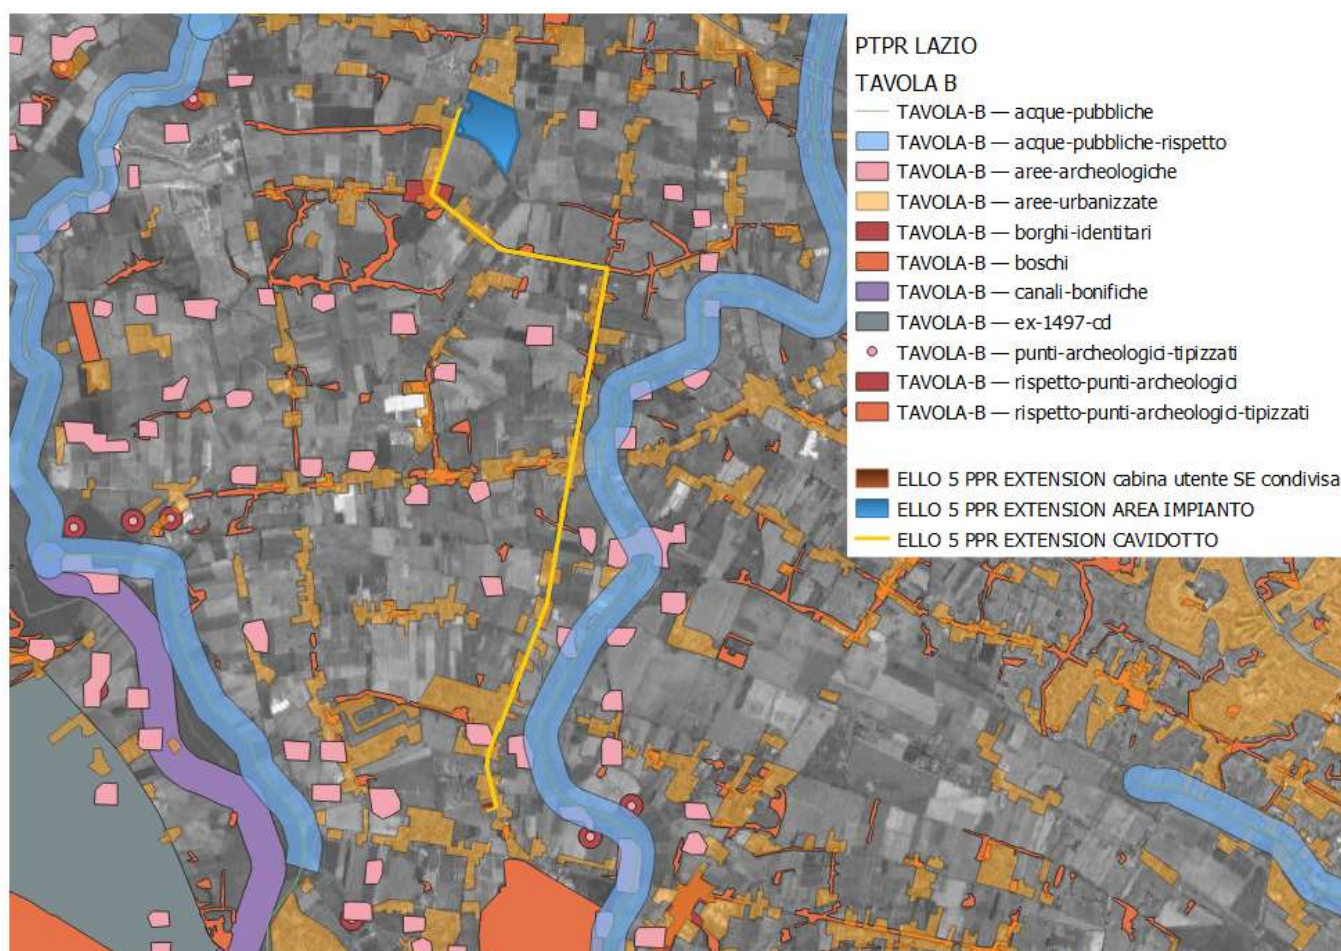 PTPR LAZIO
TAVOLA B
TAVOLA-B — acque-pubbliche
TAVOLA-B — acque-pubbliche-rispetto
TAVOLA-B — aree-archeologiche
TAVOLA-B — aree-urbanizzate
TAVOLA-B — borghi-identitari
TAVOLA-B — boschi
TAVOLA-B — canali-bonifiche
TAVOLA-B — ex-1497-cd
TAVOLA-B — punti-archeologici-tipizzati
TAVOLA-B — rispetto-punti-archeologici
TAVOLA-B — rispetto-punti-archeologici-tipizzati
ELLO 5 PPR EXTENSION cabina utente SE condivisa
ELLO 5 PPR EXTENSION AREA IMPIANTO
ELLO 5 PPR EXTENSION CAVIDOTTO